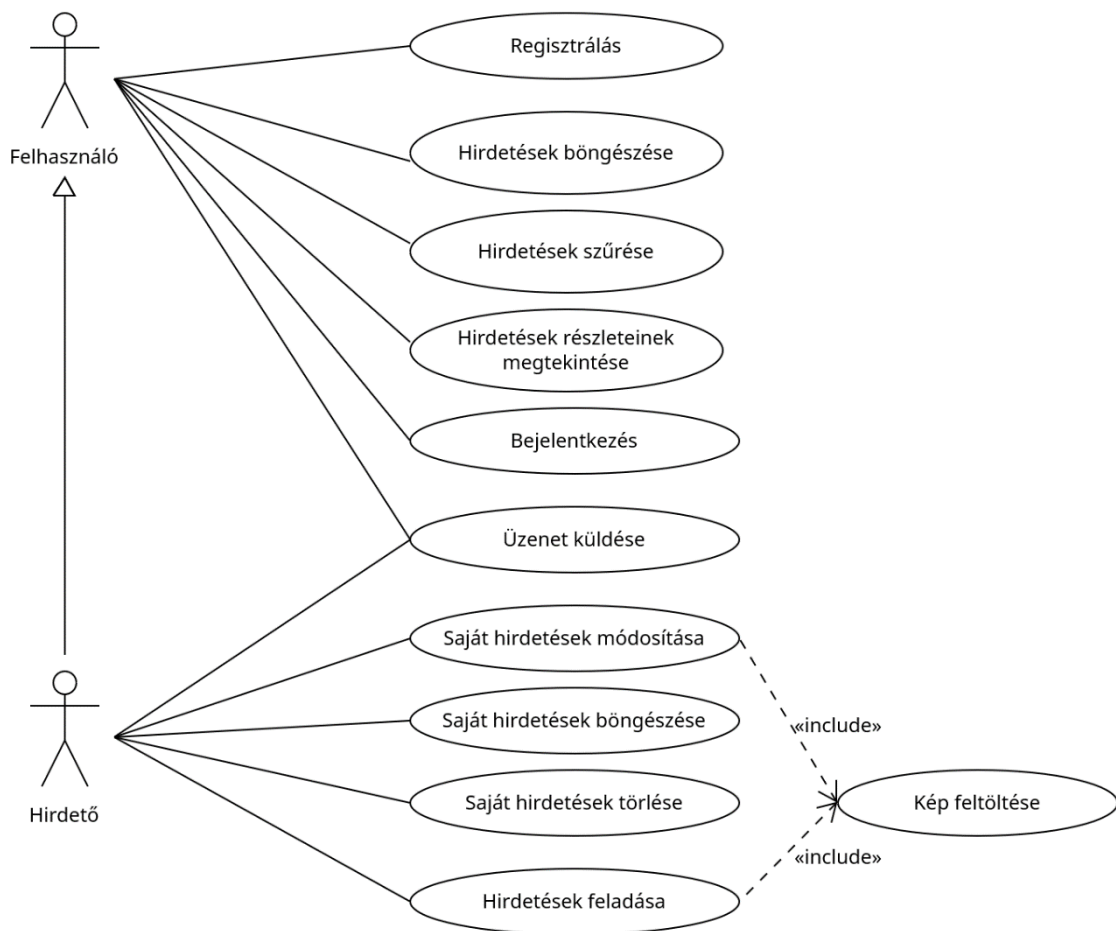 Regisztrálás
Felhasználó
Hirdetések böngészése
Hirdetések szűrése
Hirdetések részleteinek
megtekintése
Bejelentkezés
Üzenet küldése
Saját hirdetések módosítása
Saját hirdetések böngészése
«include»
Saját hirdetések törlése
Kép feltöltése
Hirdető
«include»
Hirdetések feladása